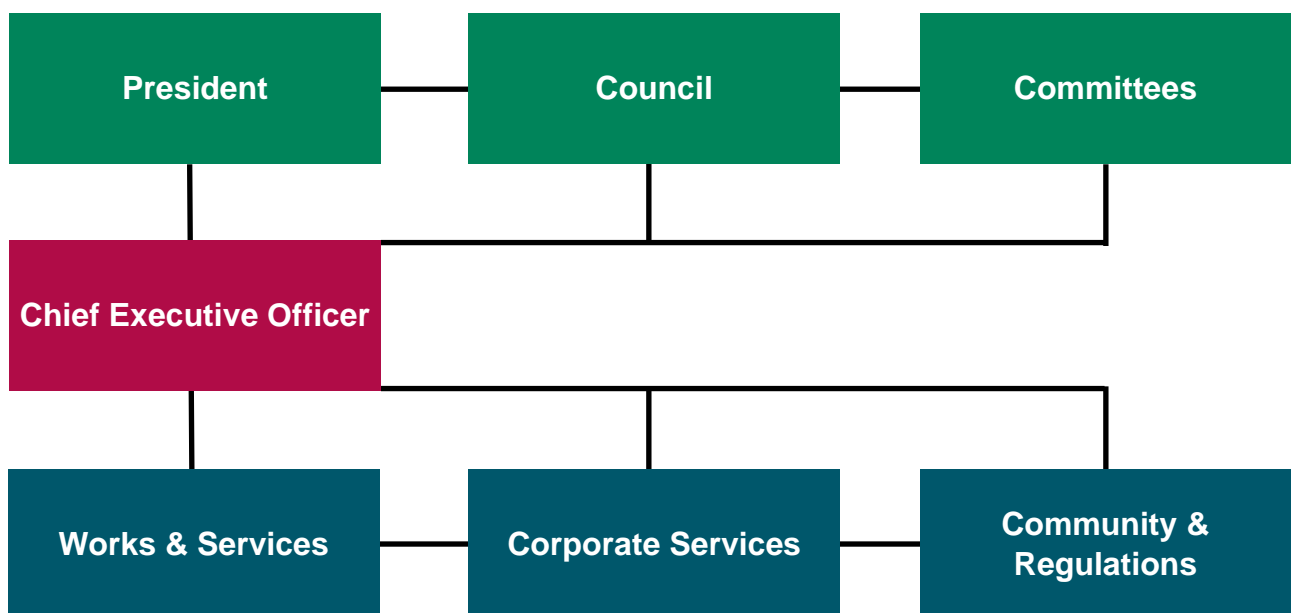 President
Council
Committees
Chief Executive Officer
Works & Services
Corporate Services
Community &
Regulations